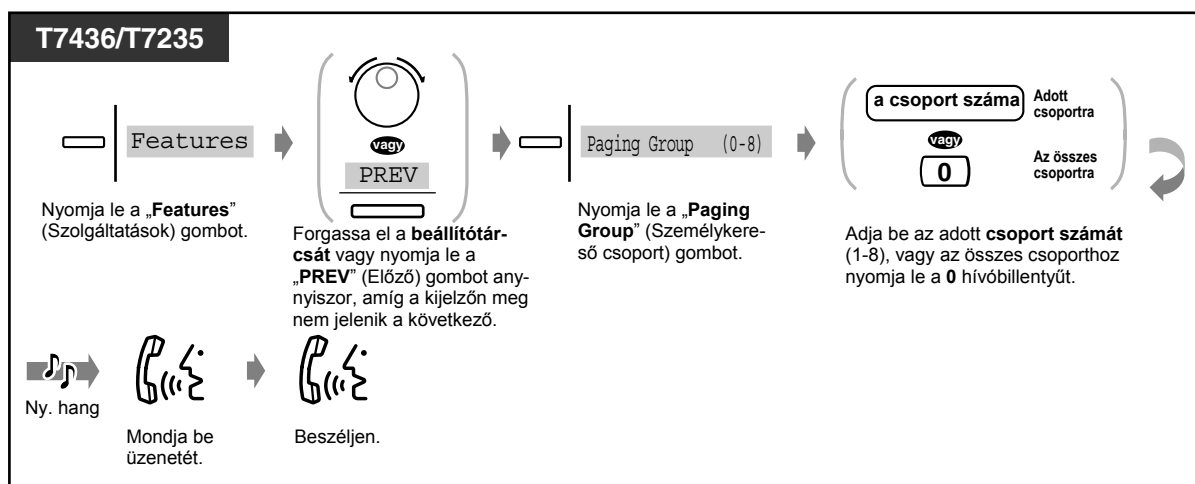 T7436/T7235
Features
vagy
PREV
Paging Group (0-8)
a csoport száma
Adott
csoportra
vagy
0
Az összes
csoportra
Nyomja le a „Features”
(Szolgáltatások) gombot.
Forgassa el a beállítótár-
csát vagy nyomja le a
„PREV” (Előző) gombot any-
nyiszor, amíg a kijelzőn meg
nem jelenik a következő.
Nyomja le a „Paging
Group” (Személykere-
ső csoport) gombot.
Adja be az adott csoport számát
(1-8), vagy az összes csoporthoz
nyomja le a 0 hívóbillentyűt.
Ny. hang
Mondja be
üzenetét.
Beszéljen.